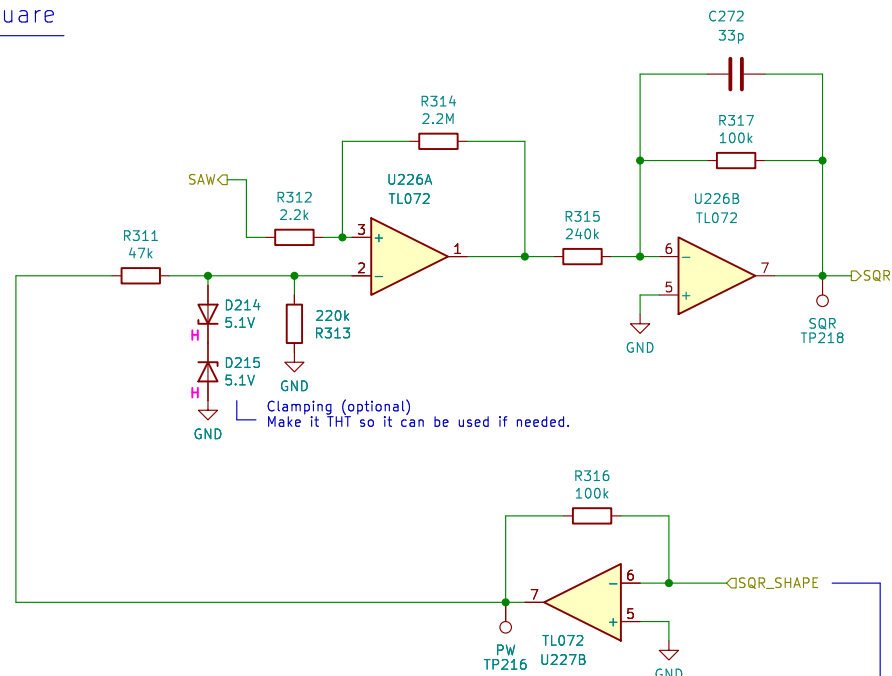 uare
C272
33p
R314
2.2M
R317
100k
SAW
U226A
TL072
R312
2.2k
3
+
1
2
-
R311
47k
R315
240k
U226B
TL072
6
-
7
5
+
SQR
SQR
TP218
GND
D214
5.1V
H
220k
R313
D215
5.1V
H
GND
GND
Clamping (optional)
Make it THT so it can be used if needed.
R316
100k
6
-
7
5
+
SQR_SHAPE
PW
TP216
TL072
U227B
GND